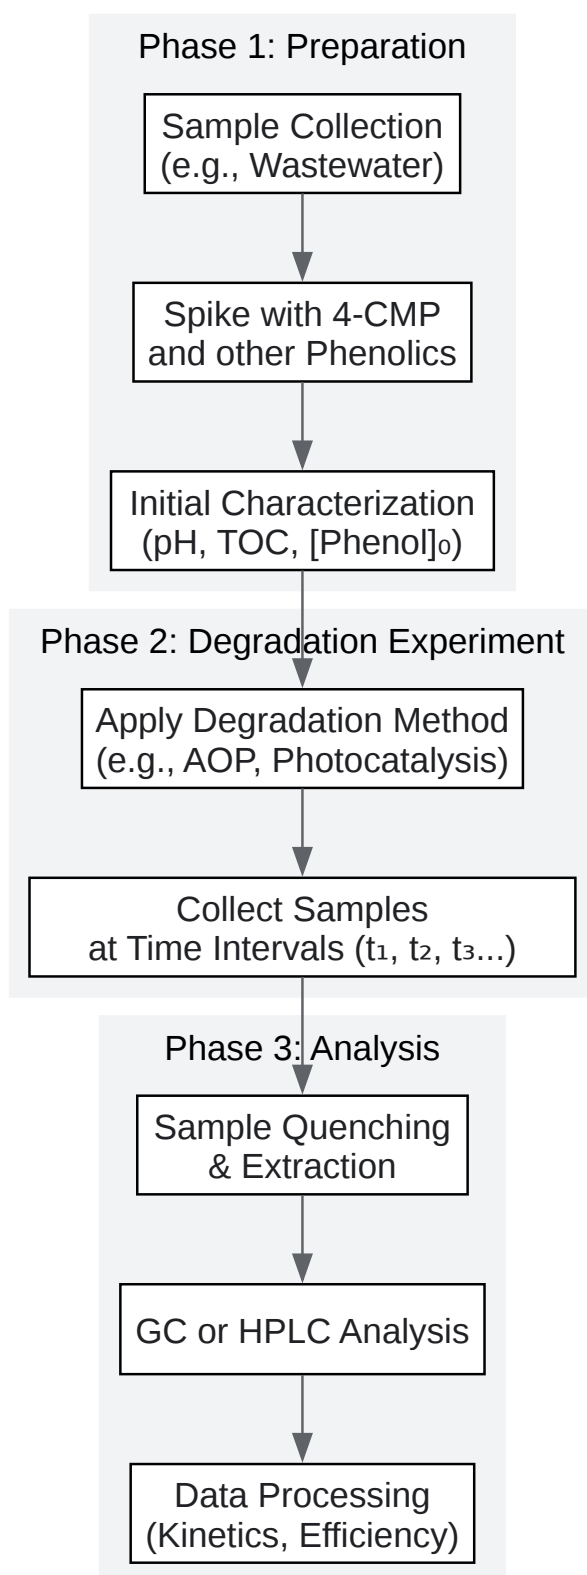 Phase 1: Preparation
Sample Collection
(e.g., Wastewater)
Spike with 4-CMP
and other Phenolics
Initial Characterization
(pH, TOC, [Phenol]₀)
Phase 2: Degradation Experiment
Apply Degradation Method
(e.g., AOP, Photocatalysis)
Collect Samples
at Time Intervals (t₁, t₂, t₃...)
Phase 3: Analysis
Sample Quenching
& Extraction
GC or HPLC Analysis
Data Processing
(Kinetics, Efficiency)